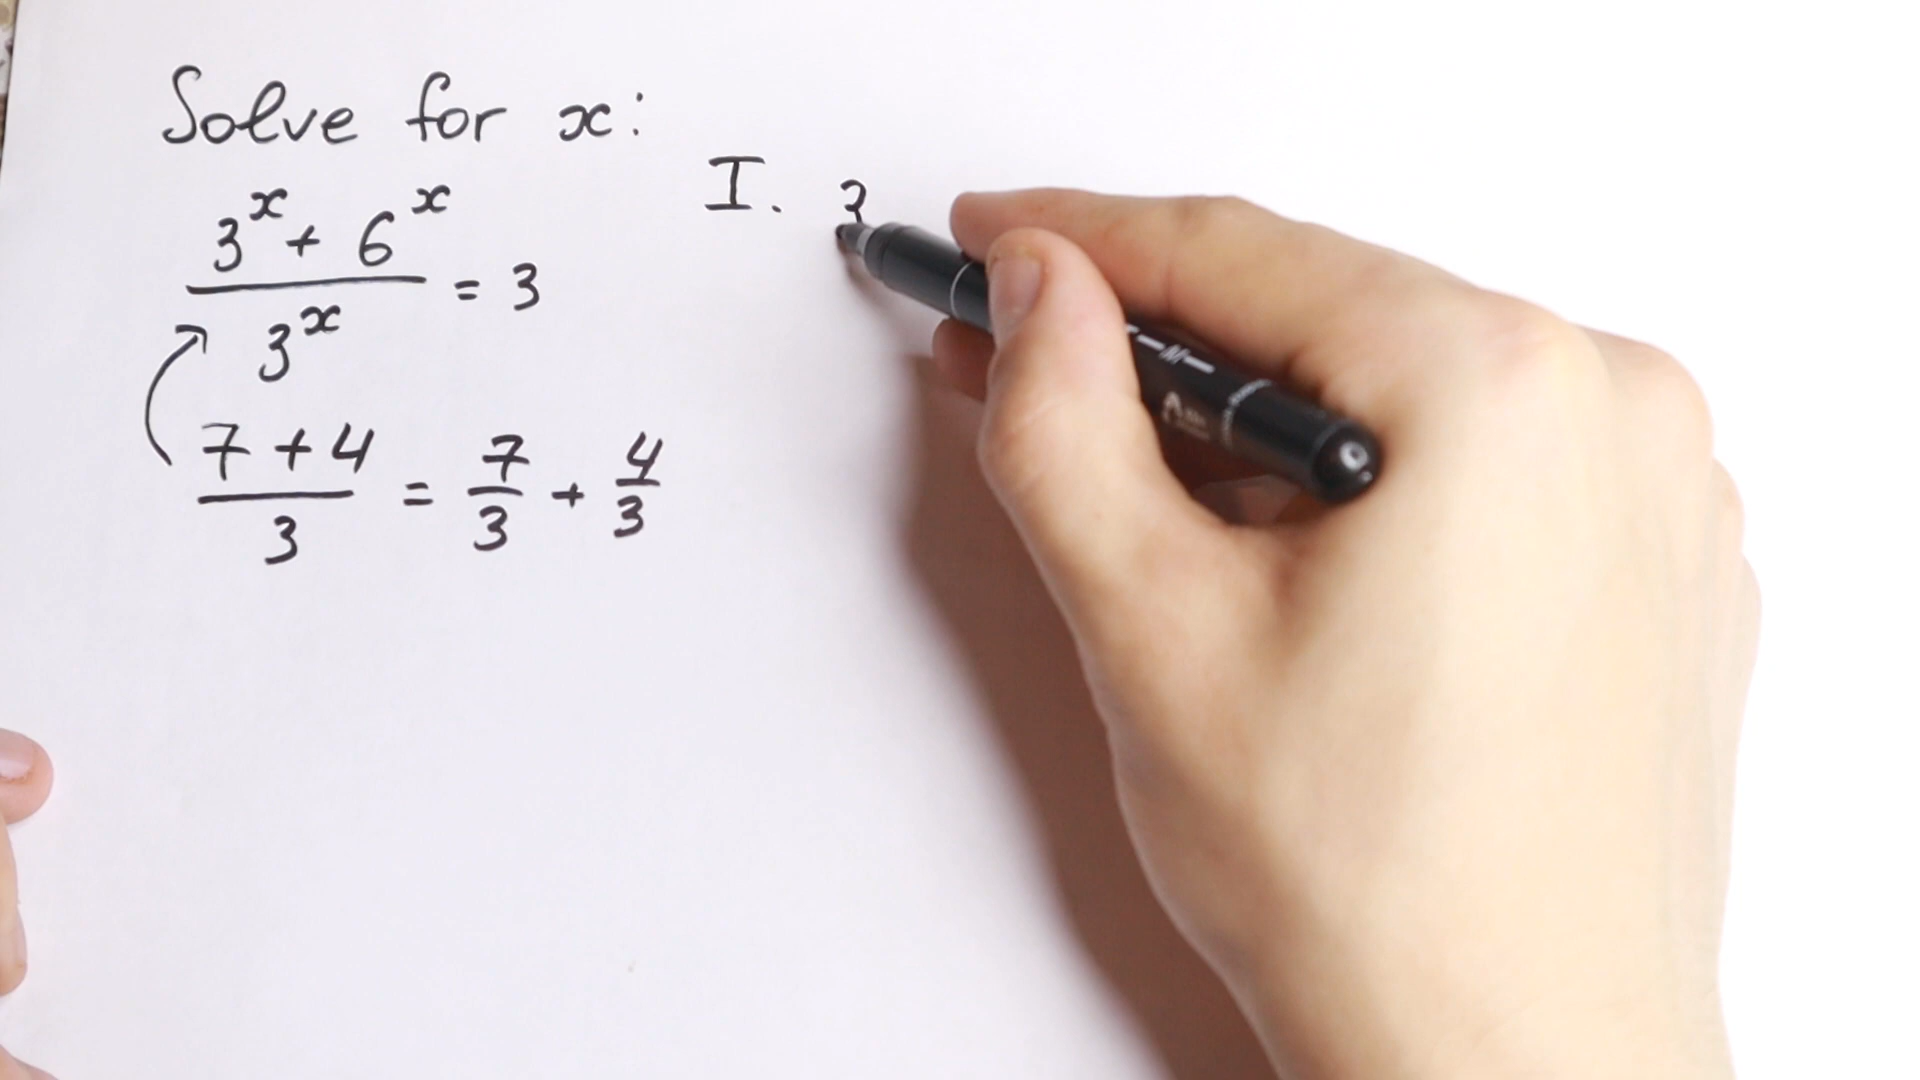 Solve for x:
(3^x + 6^x)/3^x = 3
(7 + 4)/3 = 7/3 + 4/3
I. 3